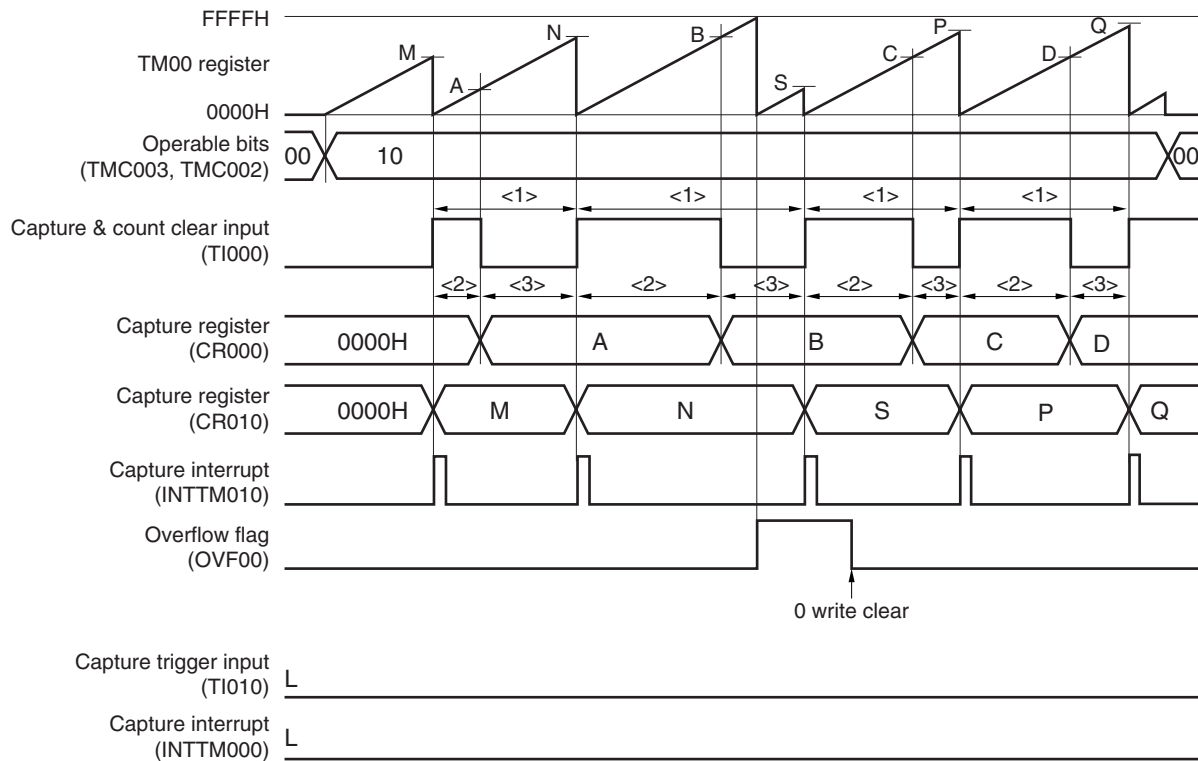 FFFFH
TM00 register
0000H
M
A
N
B
S
C
P
D
Q
Operable bits
(TMC003, TMC002)
00
10
00
<1>
<1>
<1>
<1>
Capture & count clear input
(TI000)
<2>
<3>
<2>
<3>
<2>
<3>
<2>
<3>
Capture register
(CR000)
0000H
A
B
C
D
Capture register
(CR010)
0000H
M
N
S
P
Q
Capture interrupt
(INTTM010)
Overflow flag
(OVF00)
0 write clear
Capture trigger input
(TI010)
L
Capture interrupt
(INTTM000)
L